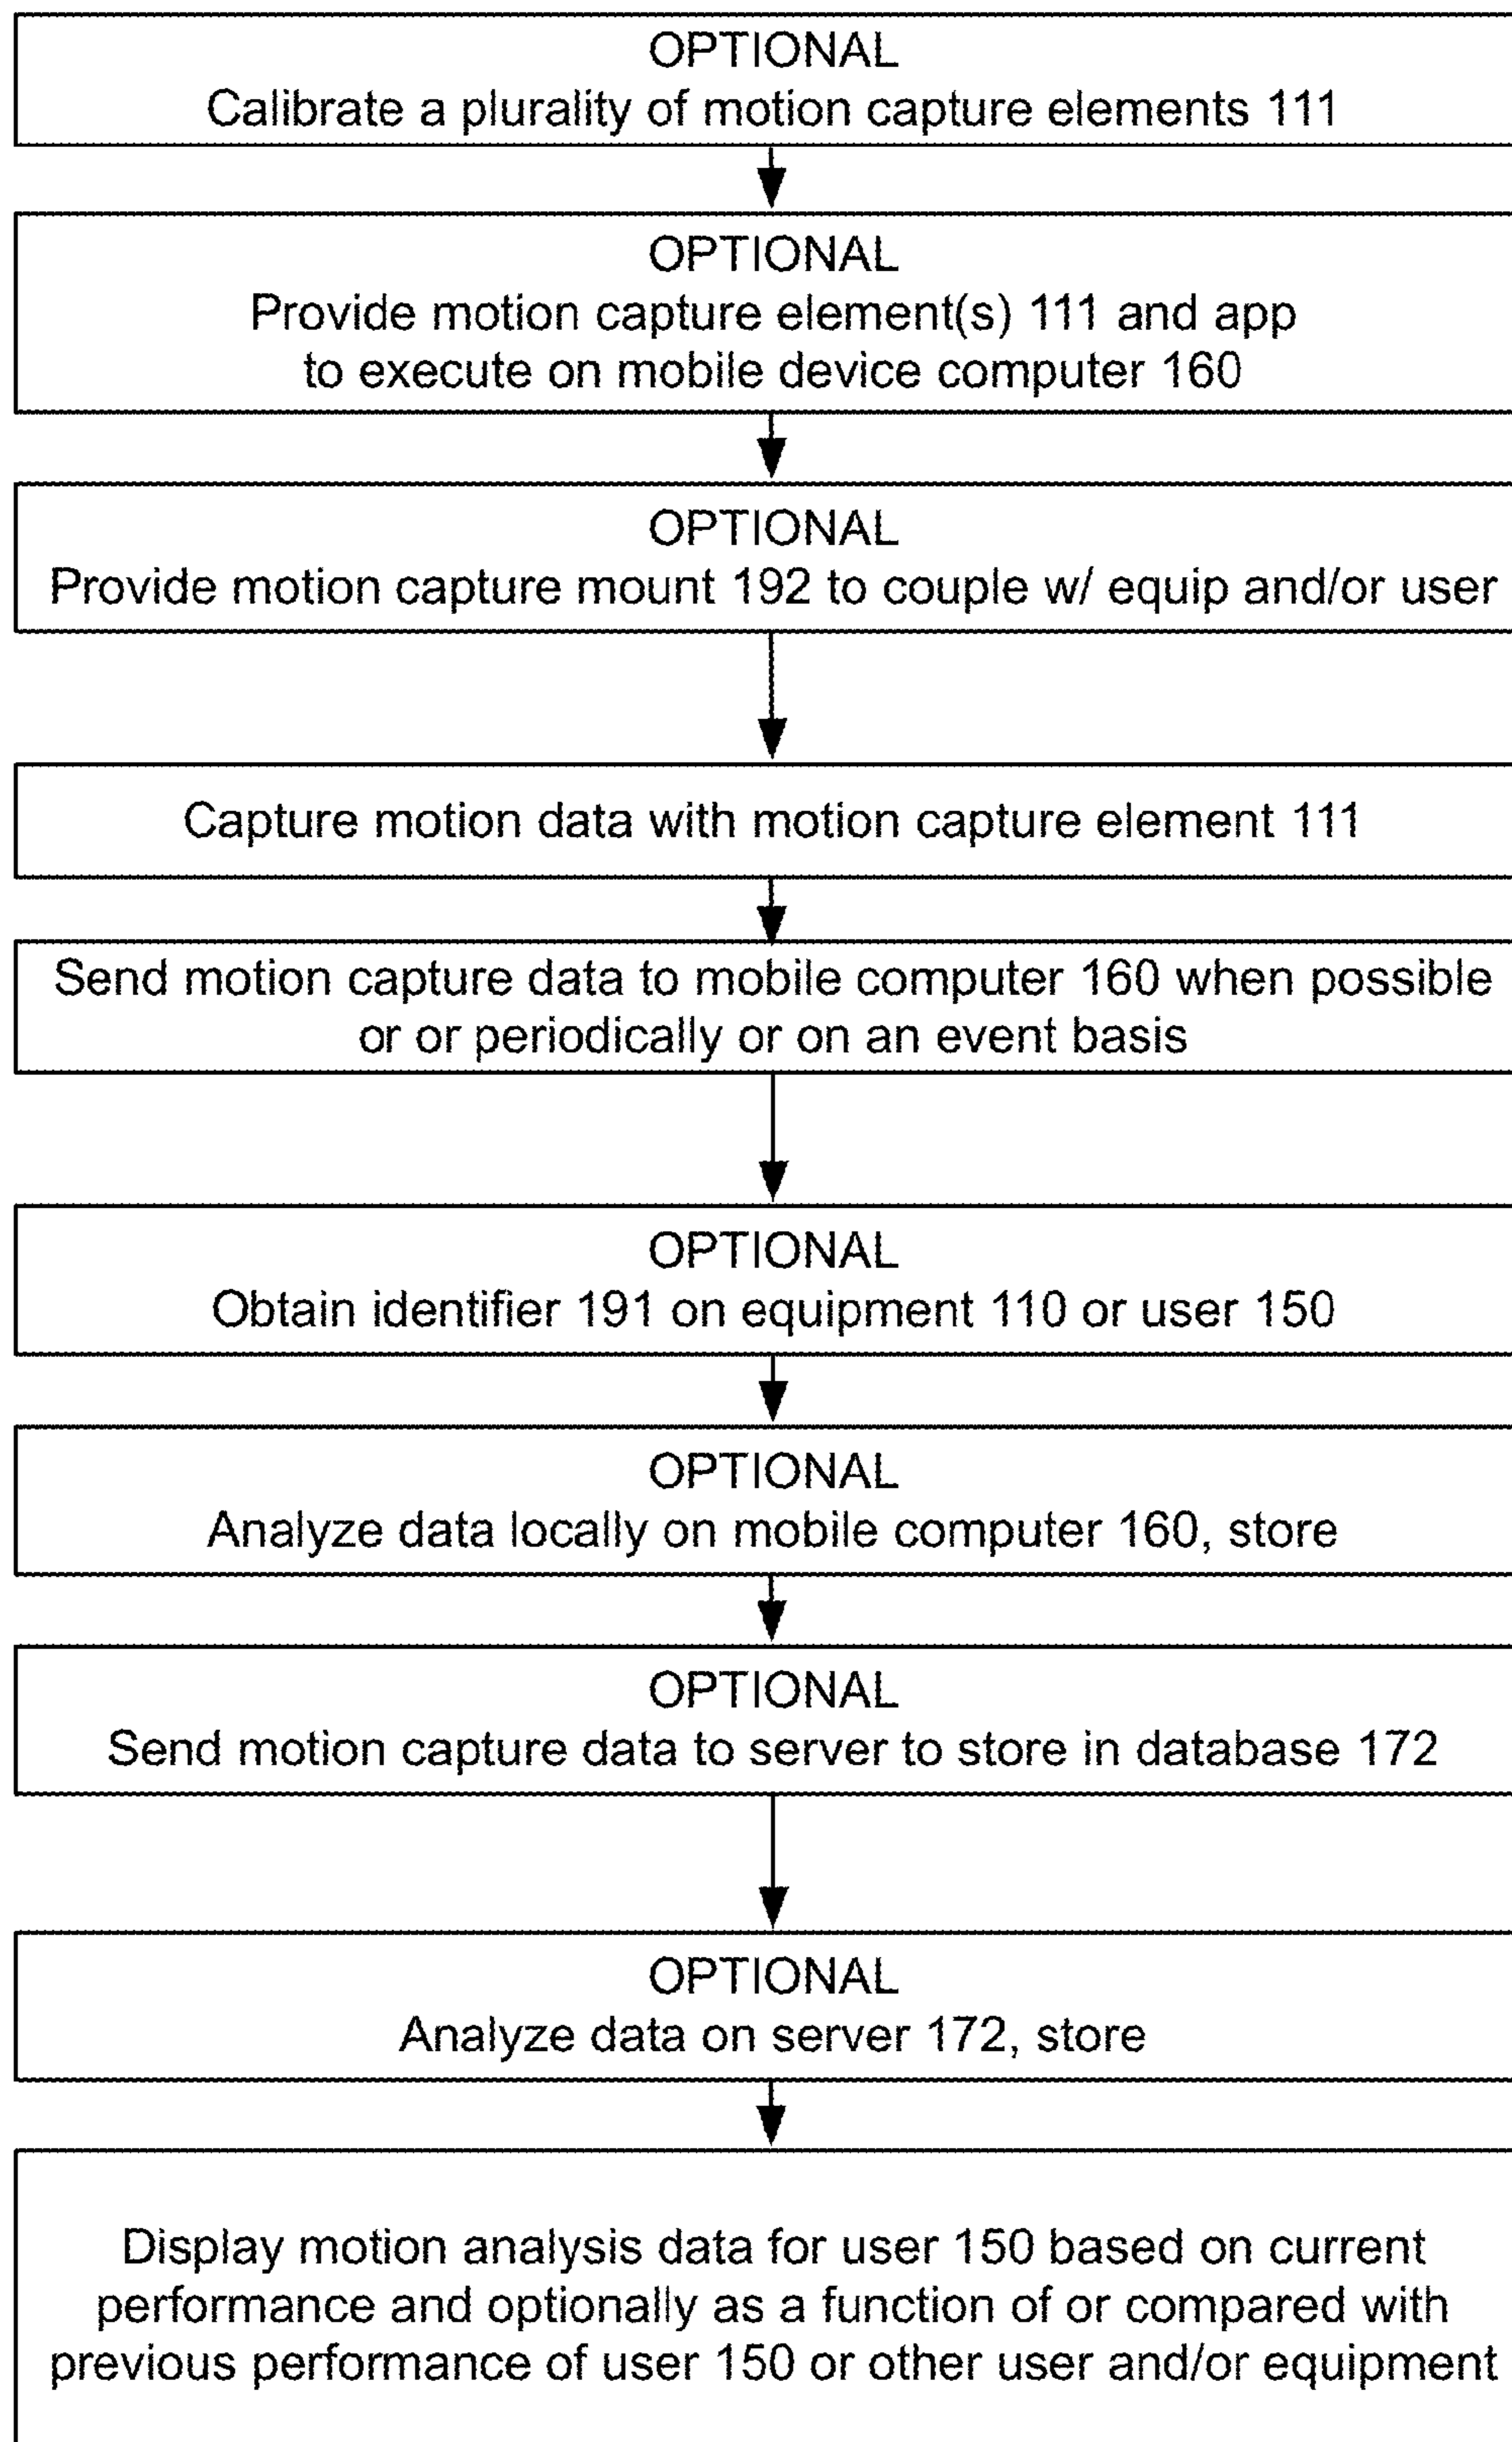 OPTIONAL
Calibrate a plurality of motion capture elements 111
OPTIONAL
Provide motion capture element(s) 111 and app
to execute on mobile device computer 160
OPTIONAL
Provide motion capture mount 192 to couple w/ equip and/or user
Capture motion data with motion capture element 111
Send motion capture data to mobile computer 160 when possible
or or periodically or on an event basis
OPTIONAL
Obtain identifier 191 on equipment 110 or user 150
OPTIONAL
Analyze data locally on mobile computer 160, store
OPTIONAL
Send motion capture data to server to store in database 172
OPTIONAL
Analyze data on server 172, store
Display motion analysis data for user 150 based on current
performance and optionally as a function of or compared with
previous performance of user 150 or other user and/or equipment